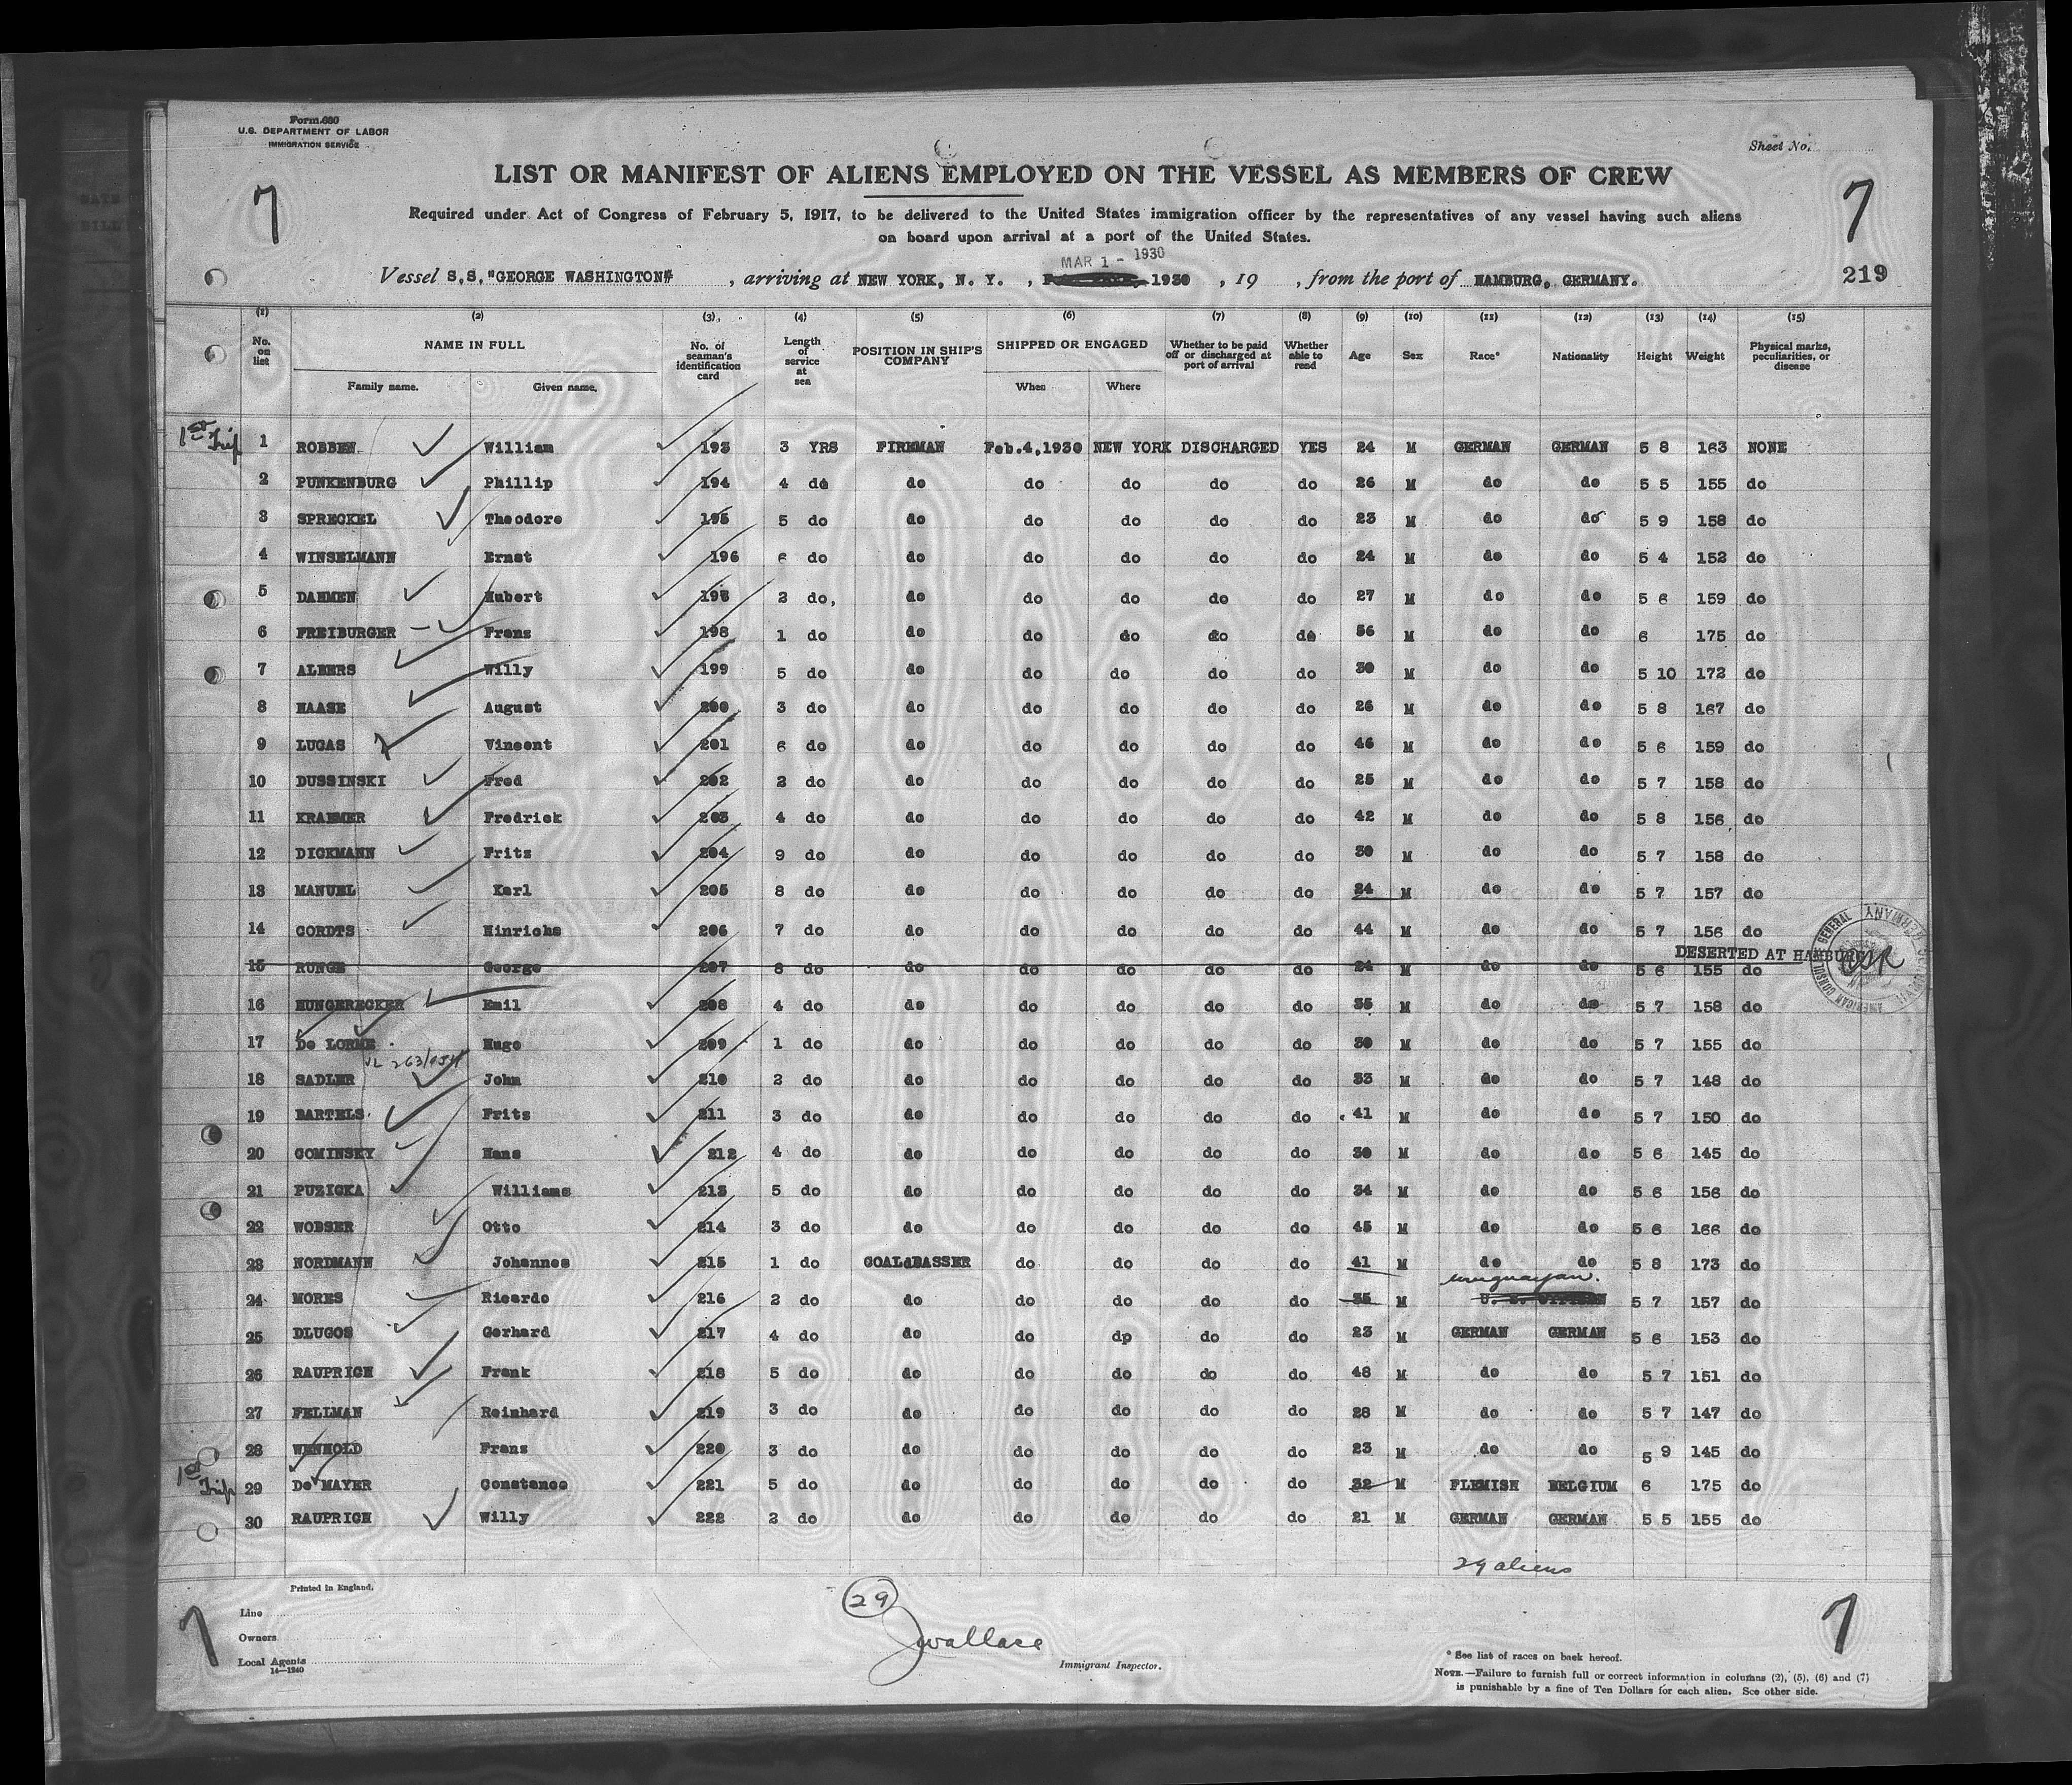 Form 680
U.S. DEPARTMENT OF LABOR
IMMIGRATION SERVICE
Sheet No.
LIST OR MANIFEST OF ALIENS EMPLOYED ON THE VESSEL AS MEMBERS OF CREW
7 7
Required under Act of Congress of February 5, 1917, to be delivered to the United States immigration officer by the representatives of any vessel having such aliens
on board upon arrival at a port of the United States.
MAR 1 - 1930
Vessel S.S."GEORGE WASHINGTON" , arriving at NEW YORK, N. Y. , 1930 , 19 , from the port of HAMBURG, GERMANY. 219
(1) (2) (3) (4) (5) (6) (7) (8) (9) (10) (11) (12) (13) (14) (15)
No. on list NAME IN FULL No. of seaman's identification card Length of service at sea POSITION IN SHIP'S COMPANY SHIPPED OR ENGAGED Whether to be paid off or discharged at port of arrival Whether able to read Age Sex Race* Nationality Height Weight Physical marks, peculiarities, or disease
Family name. Given name. When Where
1st Trip 1 ROBBEN William 193 3 YRS FIREMAN Feb.4,1930 NEW YORK DISCHARGED YES 24 M GERMAN GERMAN 5 8 163 NONE
2 PUNKENBURG Phillip 194 4 do do do do do do 26 M do do 5 5 155 do
3 SPRECKEL Theodore 195 5 do do do do do do 23 M do do 5 9 158 do
4 WINSELMANN Ernst 196 6 do do do do do do 24 M do do 5 4 152 do
5 DAHMEN Hubert 197 2 do, do do do do do 27 M do do 5 6 159 do
6 FREIBURGER Frans 198 1 do do do do do do 36 M do do 6 175 do
7 ALBERS Willy 199 5 do do do do do do 30 M do do 5 10 172 do
8 HAASE August 200 3 do do do do do do 26 M do do 5 8 167 do
9 LUCAS Vincent 201 6 do do do do do do 46 M do do 5 6 159 do
10 DUSSINSKI Fred 202 2 do do do do do do 25 M do do 5 7 158 do
11 KRAEMER Fredrick 203 4 do do do do do do 42 M do do 5 8 156 do
12 DICKMANN Fritz 204 9 do do do do do do 30 M do do 5 7 158 do
13 MANUEL Karl 205 8 do do do do do do 24 M do do 5 7 157 do
14 CORDTS Hinrichs 206 7 do do do do do do 44 M do do 5 7 156 do
DESERTED AT HAMBURG
15 RUNGE George 207 8 do do do do do do 24 M do do 5 6 155 do
16 HUNGERECKER Emil 208 4 do do do do do do 35 M do do 5 7 158 do
17 De LORME Hugo 209 1 do do do do do do 30 M do do 5 7 155 do
18 SADLER John 210 2 do do do do do do 33 M do do 5 7 148 do
19 BARTELS Fritz 211 3 do do do do do do 41 M do do 5 7 150 do
20 GOMINSKY Hans 212 4 do do do do do do 30 M do do 5 6 145 do
21 PUZICKA Williams 213 5 do do do do do do 34 M do do 5 6 156 do
22 WOBSER Otto 214 3 do do do do do do 45 M do do 5 6 166 do
23 NORDMANN Johannes 215 1 do COALdPASSER do do do do 41 M do do 5 8 173 do
uruguayan.
24 MORES Ricardo 216 2 do do do do do do 35 M U. S. CITIZEN 5 7 157 do
25 DLUGOS Gerhard 217 4 do do do dp do do 23 M GERMAN GERMAN 5 6 153 do
26 RAUPRICH Frank 218 5 do do do do do do 48 M do do 5 7 151 do
27 FELLMAN Reinhard 219 3 do do do do do do 28 M do do 5 7 147 do
28 WENHOLD Frans 220 3 do do do do do do 23 M do do 5 9 145 do
1st Trip 29 De MAYER Constance 221 5 do do do do do do 32 M FLEMISH BELGIUM 6 175 do
30 RAUPRICH Willy 222 2 do do do do do do 21 M GERMAN GERMAN 5 5 155 do
29 aliens
Printed in England.
7 7
Line
Owners
Local Agents
14—1240
29
J Wallace
Immigrant Inspector.
* See list of races on back hereof.
NOTE.—Failure to furnish full or correct information in columns (2), (5), (6) and (7)
is punishable by a fine of Ten Dollars for each alien. See other side.